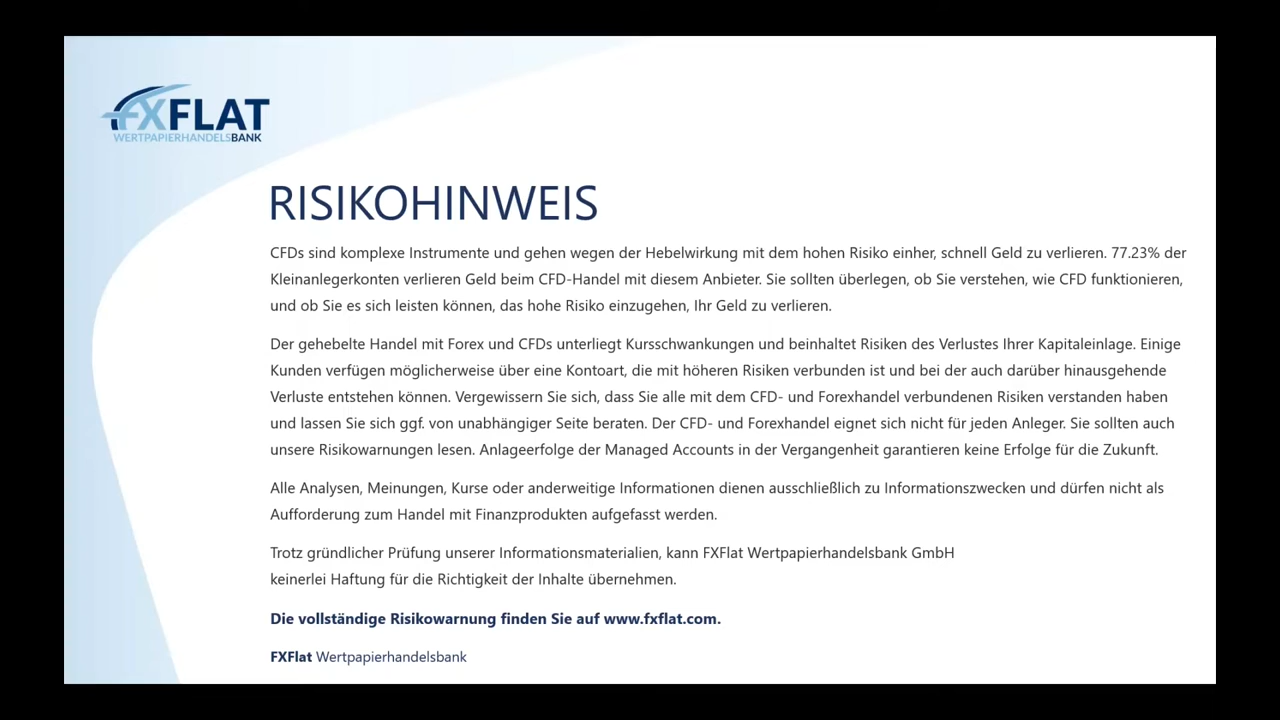 FXFLAT
WERTPAPIERHANDELSBANK
RISIKOHINWEIS
CFDs sind komplexe Instrumente und gehen wegen der Hebelwirkung mit dem hohen Risiko einher, schnell Geld zu verlieren. 77.23% der
Kleinanlegerkonten verlieren Geld beim CFD-Handel mit diesem Anbieter. Sie sollten überlegen, ob Sie verstehen, wie CFD funktionieren,
und ob Sie es sich leisten können, das hohe Risiko einzugehen, Ihr Geld zu verlieren.
Der gehebelte Handel mit Forex und CFDs unterliegt Kursschwankungen und beinhaltet Risiken des Verlustes Ihrer Kapitaleinlage. Einige
Kunden verfügen möglicherweise über eine Kontoart, die mit höheren Risiken verbunden ist und bei der auch darüber hinausgehende
Verluste entstehen können. Vergewissern Sie sich, dass Sie alle mit dem CFD- und Forexhandel verbundenen Risiken verstanden haben
und lassen Sie sich ggf. von unabhängiger Seite beraten. Der CFD- und Forexhandel eignet sich nicht für jeden Anleger. Sie sollten auch
unsere Risikowarnungen lesen. Anlageerfolge der Managed Accounts in der Vergangenheit garantieren keine Erfolge für die Zukunft.
Alle Analysen, Meinungen, Kurse oder anderweitige Informationen dienen ausschließlich zu Informationszwecken und dürfen nicht als
Aufforderung zum Handel mit Finanzprodukten aufgefasst werden.
Trotz gründlicher Prüfung unserer Informationsmaterialien, kann FXFlat Wertpapierhandelsbank GmbH
keinerlei Haftung für die Richtigkeit der Inhalte übernehmen.
Die vollständige Risikowarnung finden Sie auf www.fxflat.com.
FXFlat Wertpapierhandelsbank